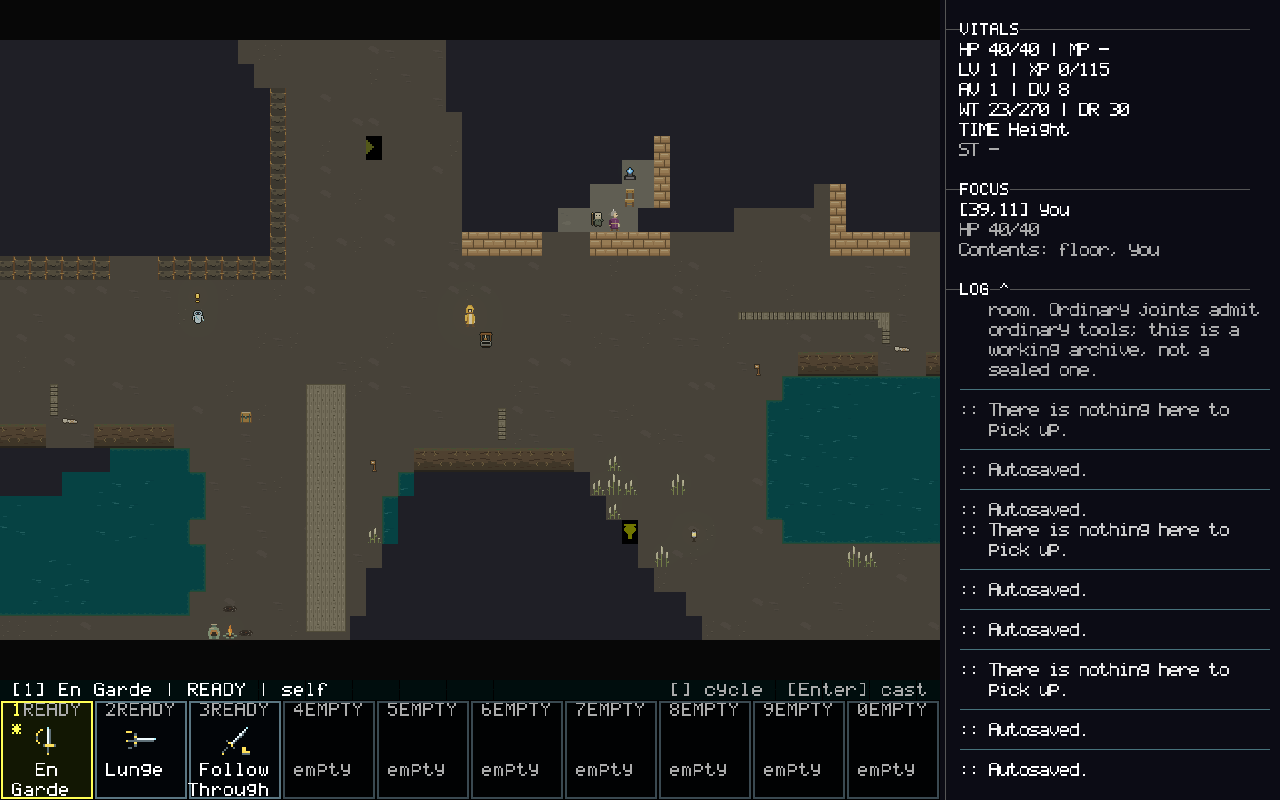 VITALS
HP 40/40 | MP -
LV 1 | XP 0/115
AV 1 | DV 8
WT 23/270 | DR 30
TIME Height
ST -
FOCUS
[39,11] You
HP 40/40
Contents: floor, You
LOG ^
room. Ordinary joints admit
ordinary tools; this is a
working archive, not a
sealed one.
:: There is nothing here to
Pick uP.
:: Autosaved.
:: Autosaved.
:: There is nothing here to
Pick uP.
:: Autosaved.
:: Autosaved.
:: There is nothing here to
Pick uP.
:: Autosaved.
:: Autosaved.
[1] En Garde | READY | self
[] cycle [Enter] cast
1READY 2READY 3READY 4EMPTY 5EMPTY 6EMPTY 7EMPTY 8EMPTY 9EMPTY 0EMPTY
*
En Garde
Lunge
Follow Through
emPty emPty emPty emPty emPty emPty emPty